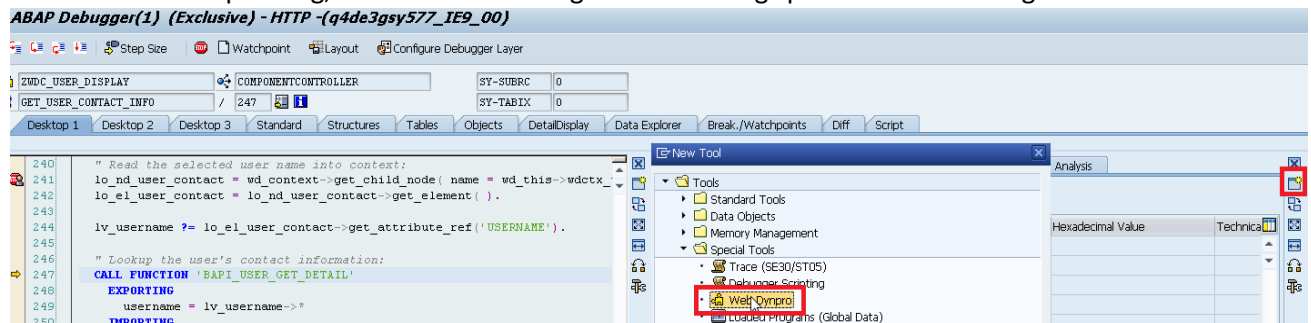 ABAP Debugger(1) (Exclusive) - HTTP -(q4de3gsy577_IE9_00)
Step Size Watchpoint Layout Configure Debugger Layer
ZWDC_USER_DISPLAY COMPONENTCONTROLLER SY-SUBRC 0
GET_USER_CONTACT_INFO / 247 SY-TABIX 0
Desktop 1 Desktop 2 Desktop 3 Standard Structures Tables Objects DetailDisplay Data Explorer Break./Watchpoints Diff Script
New Tool
Analysis
240 " Read the selected user name into context:
241 lo_nd_user_contact = wd_context->get_child_node( name = wd_this->wdctx_
242 lo_el_user_contact = lo_nd_user_contact->get_element( ).
243
244 lv_username ?= lo_el_user_contact->get_attribute_ref('USERNAME').
245
246 " Lookup the user's contact information:
247 CALL FUNCTION 'BAPI_USER_GET_DETAIL'
248 EXPORTING
249 username = lv_username->*
250 IMPORTING
Tools
Standard Tools
Data Objects
Memory Management
Special Tools
Trace (SE30/ST05)
Debugger Scripting
Web Dynpro
Loaded Programs (Global Data)
Hexadecimal Value Technica